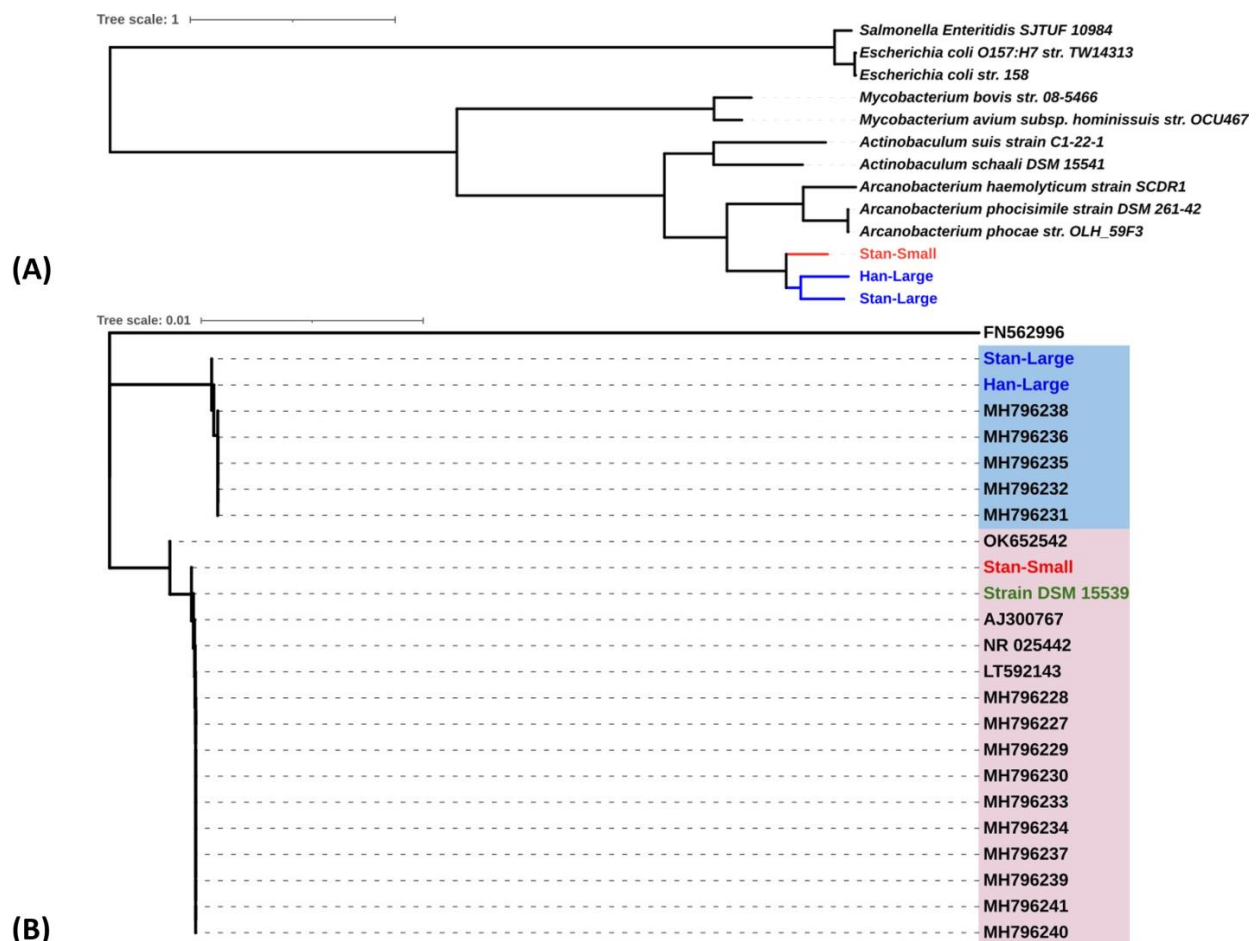 Tree scale: 1
Salmonella Enteritidis SJTUF 10984
Escherichia coli O157:H7 str. TW14313
Escherichia coli str. 158
Mycobacterium bovis str. 08-5466
Mycobacterium avium subsp. hominissuis str. OCU467
Actinobaculum suis strain C1-22-1
Actinobaculum schaali DSM 15541
Arcanobacterium haemolyticum strain SCDR1
Arcanobacterium phocisimile strain DSM 261-42
Arcanobacterium phocae str. OLH_59F3
Stan-Small
(A)
Han-Large
Stan-Large
Tree scale: 0.01
FN562996
Stan-Large
Han-Large
MH796238
MH796236
MH796235
MH796232
MH796231
OK652542
Stan-Small
Strain DSM 15539
AJ300767
NR 025442
LT592143
MH796228
MH796227
MH796229
MH796230
MH796233
MH796234
MH796237
MH796239
MH796241
MH796240
(B)